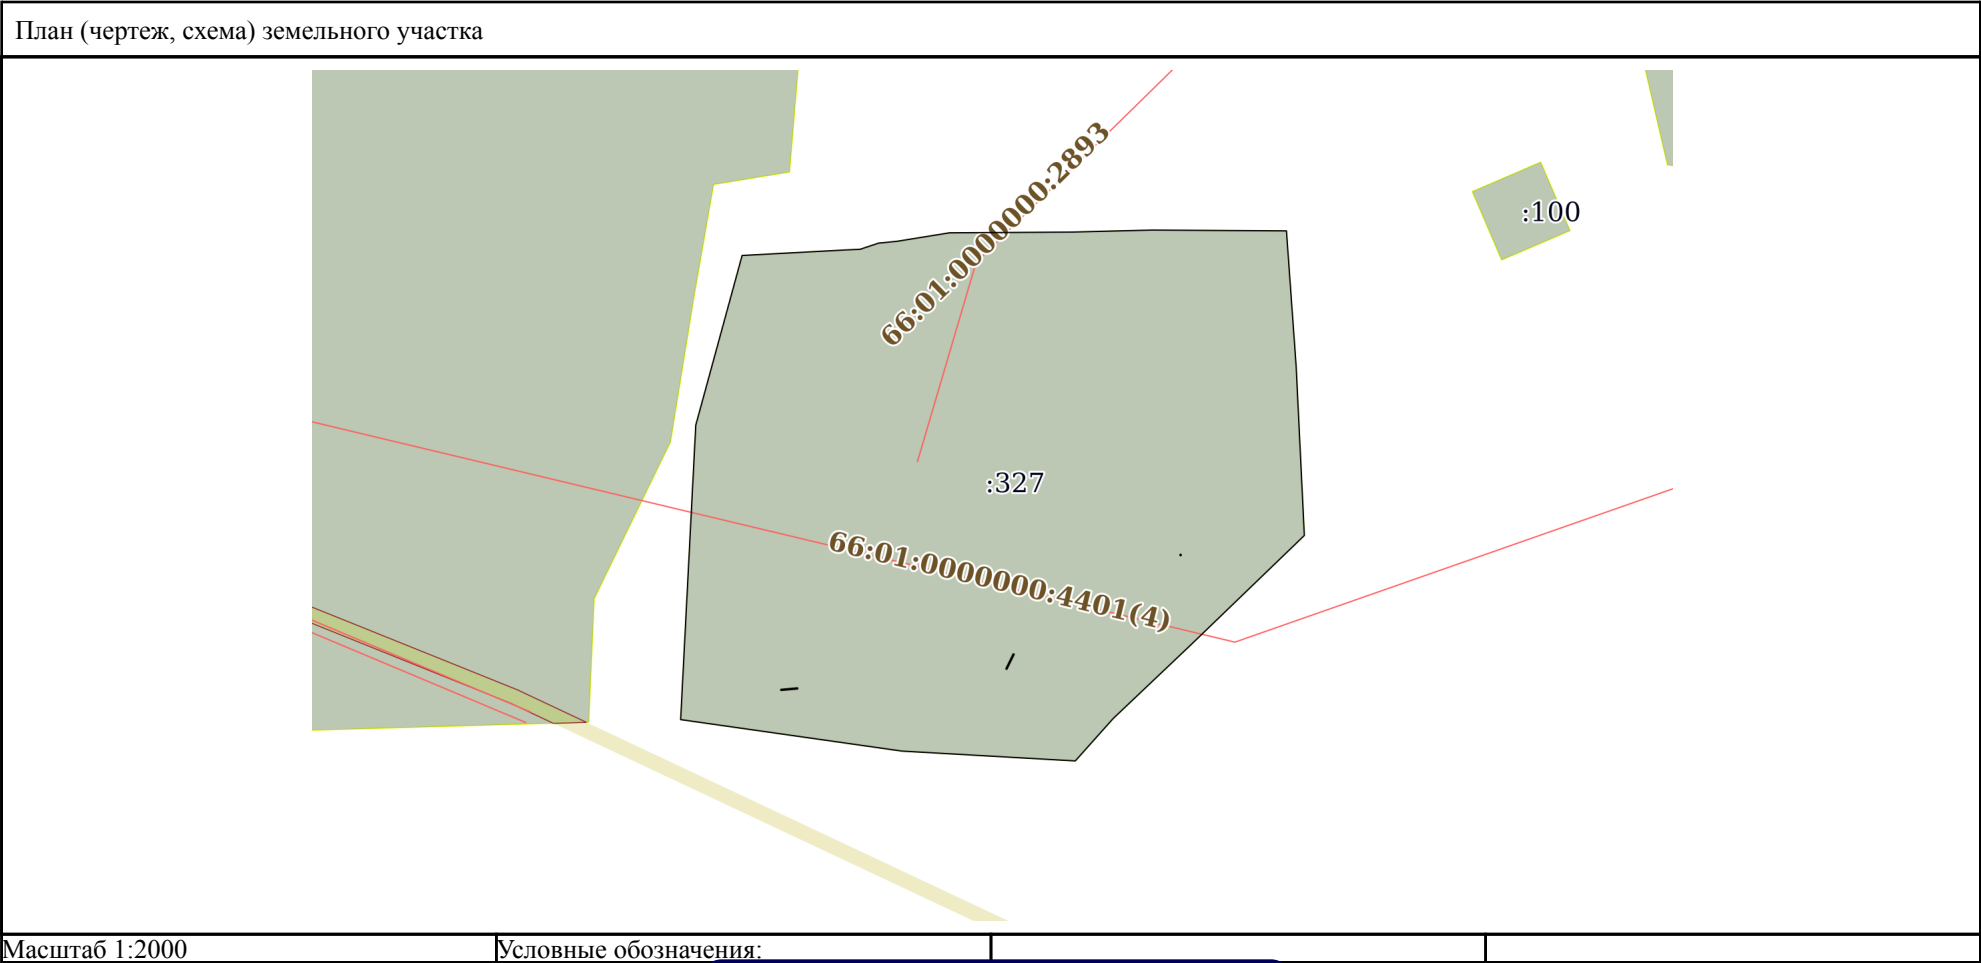 План (чертеж, схема) земельного участка
66:01:0000000:2893
:100
:327
66:01:0000000:4401(4)
Масштаб 1:2000
Условные обозначения: